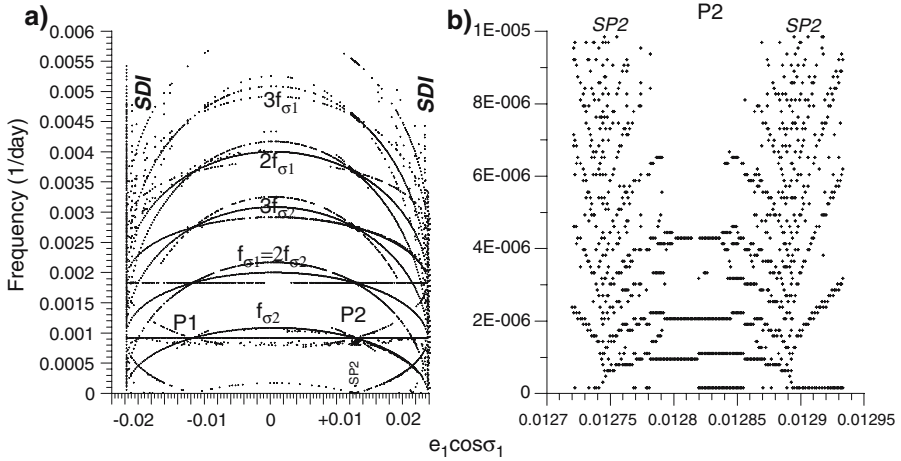 a)
Frequency (1/day)
0.006
0.0055
0.005
0.0045
0.004
0.0035
0.003
0.0025
0.002
0.0015
0.001
0.0005
0
SDI
SDI
3fσ1
2fσ1
3fσ2
fσ1=2fσ2
fσ2
P1
P2
SP2
-0.02
-0.01
0
+0.01
0.02
b)
SP2
P2
SP2
1E-005
8E-006
6E-006
4E-006
2E-006
0
0.0127
0.01275
0.0128
0.01285
0.0129
0.01295
e1cosσ1